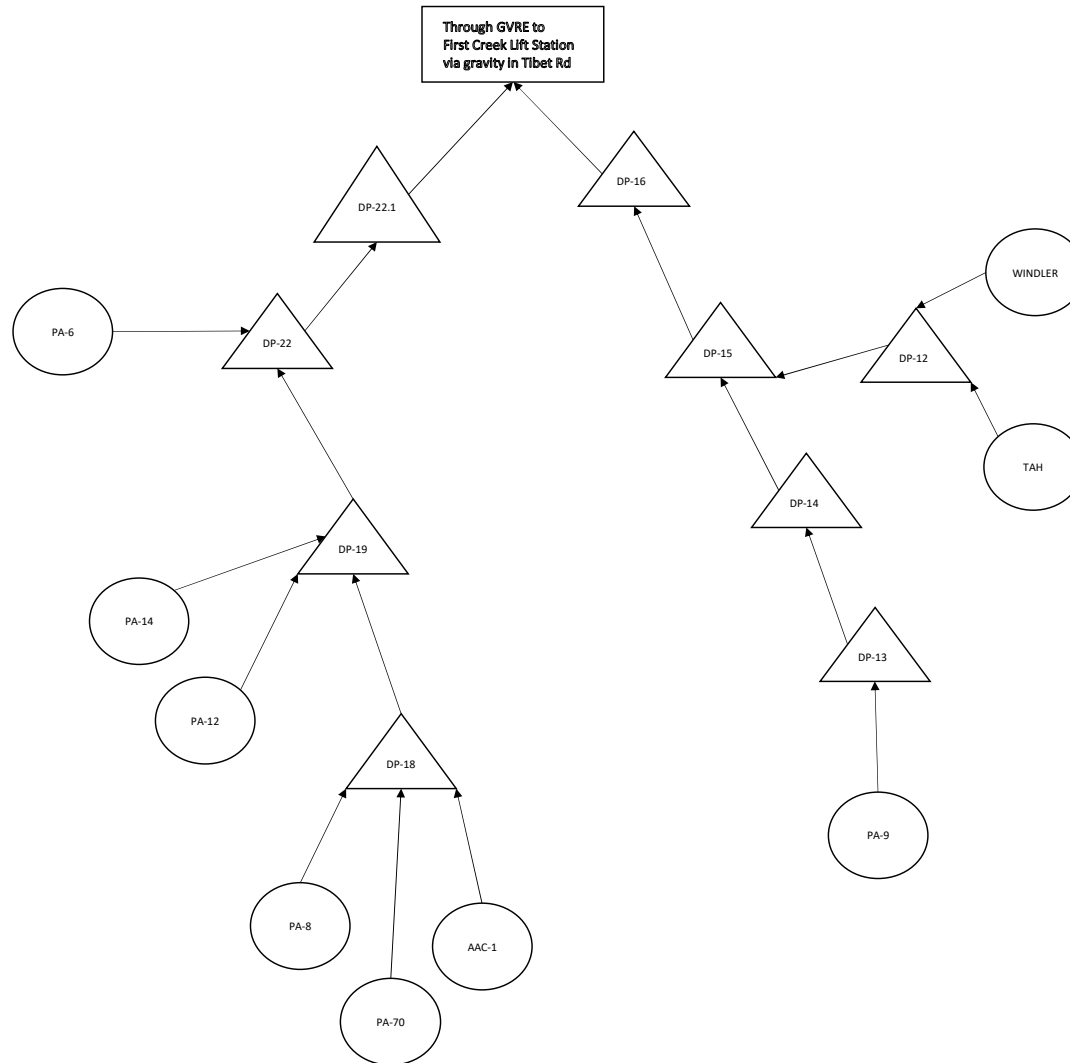 Through GVRE to
First Creek Lift Station
via gravity in Tibet Rd
DP-16
DP-22.1
WINDLER
PA-6
DP-22
DP-15
DP-12
TAH
DP-14
DP-19
PA-14
DP-13
PA-12
DP-18
PA-9
PA-8
AAC-1
PA-70